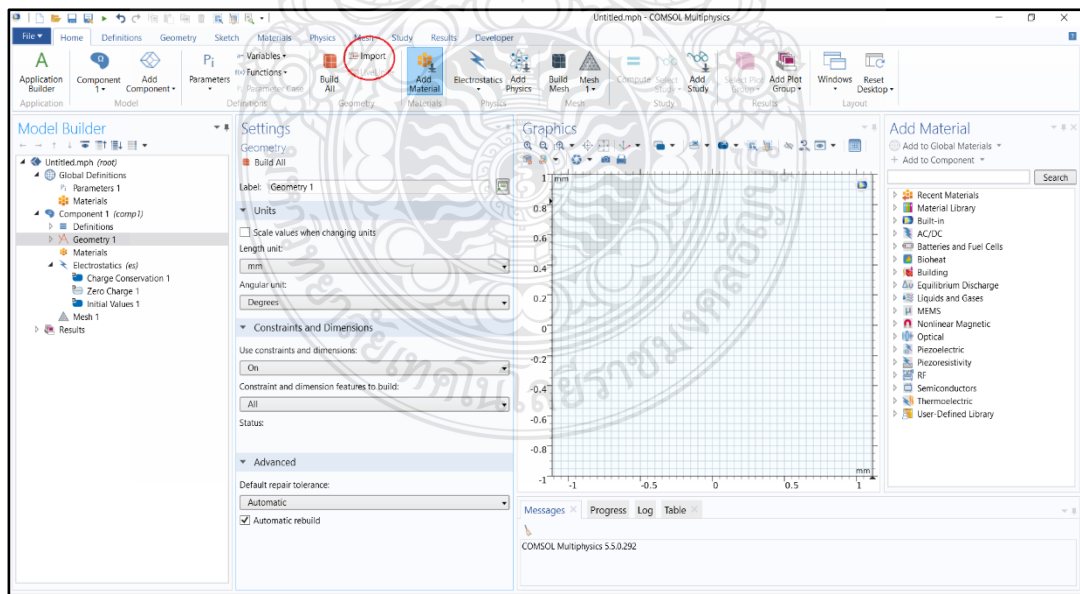 Untitled.mph - COMSOL Multiphysics
File Home Definitions Geometry Sketch Materials Physics Mesh Study Results Developer
Application Builder
Component 1
Add Component
Pi
Parameters
a= Variables
f(x) Functions
Pi Parameter Case
Build All
Import
LiveLink
Add Material
Electrostatics
Add Physics
Build Mesh
Mesh 1
Compute
Select Study
Add Study
Select Plot Group
Add Plot Group
Windows
Reset Desktop
Application Model Definitions Geometry Materials Physics Mesh Study Results Layout
Model Builder
Untitled.mph (root)
Global Definitions
Parameters 1
Materials
Component 1 (comp1)
Definitions
Geometry 1
Materials
Electrostatics (es)
Charge Conservation 1
Zero Charge 1
Initial Values 1
Mesh 1
Results
Settings
Geometry
Build All
Label: Geometry 1
Units
Scale values when changing units
Length unit:
mm
Angular unit:
Degrees
Constraints and Dimensions
Use constraints and dimensions:
On
Constraint and dimension features to build:
All
Status:
Advanced
Default repair tolerance:
Automatic
Automatic rebuild
Graphics
1
mm
0.8
0.6
0.4
0.2
0
-0.2
-0.4
-0.6
-0.8
-1
mm
-1 -0.5 0 0.5 1
Messages Progress Log Table
COMSOL Multiphysics 5.5.0.292
Add Material
Add to Global Materials
+ Add to Component
Search
Recent Materials
Material Library
Built-in
AC/DC
Batteries and Fuel Cells
Bioheat
Building
Equilibrium Discharge
Liquids and Gases
MEMS
Nonlinear Magnetic
Optical
Piezoelectric
Piezoresistivity
RF
Semiconductors
Thermoelectric
User-Defined Library